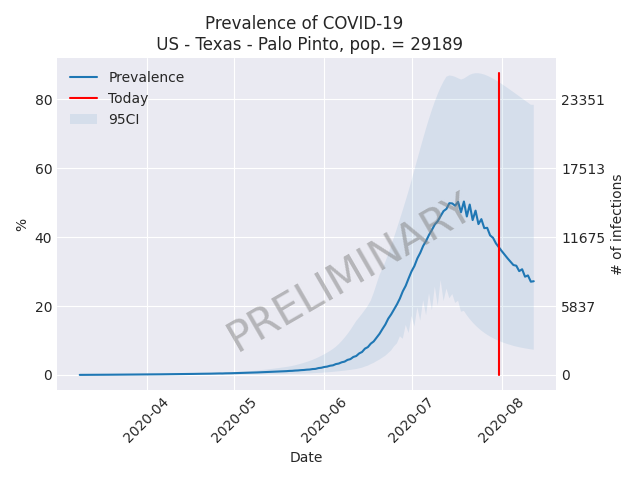 Prevalence of COVID-19
US - Texas - Palo Pinto, pop. = 29189
Prevalence
Today
95CI
80
60
40
20
0
%
23351
17513
11675
5837
0
# of infections
PRELIMINARY
2020-04
2020-05
2020-06
2020-07
2020-08
Date